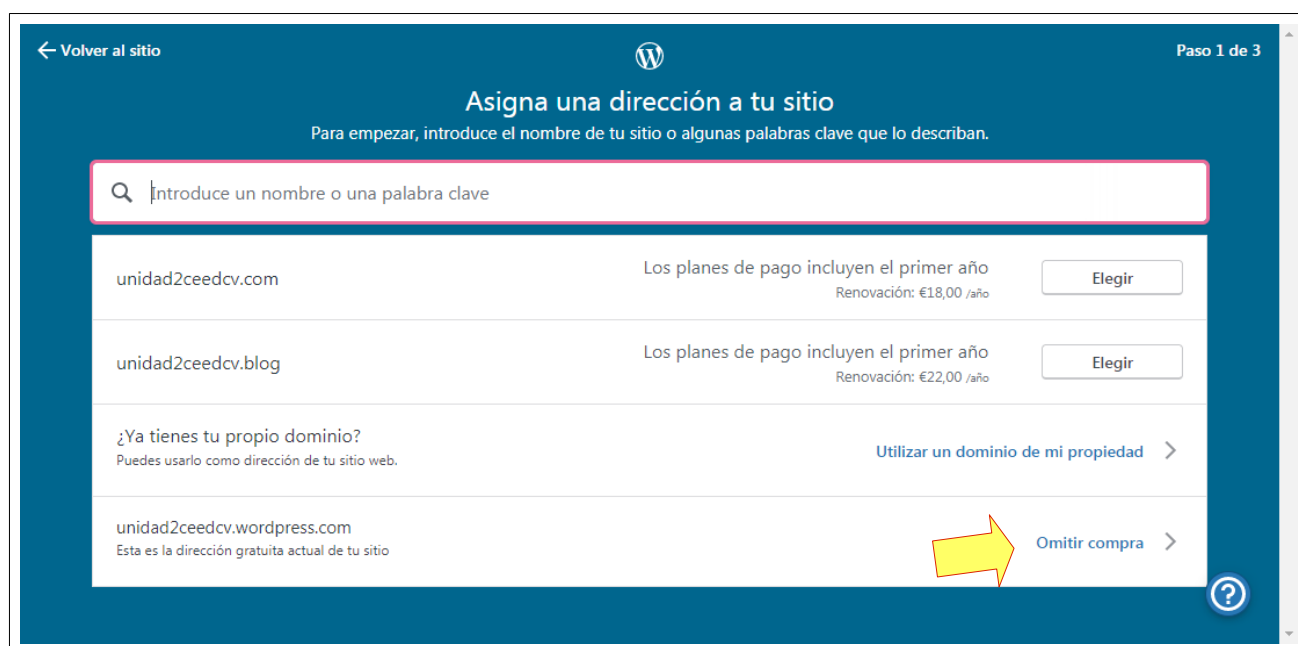 Volver al sitio
Paso 1 de 3
Asigna una dirección a tu sitio
Para empezar, introduce el nombre de tu sitio o algunas palabras clave que lo describan.
Introduce un nombre o una palabra clave
unidad2ceedcv.com
Los planes de pago incluyen el primer año
Renovación: €18,00 /año
Elegir
unidad2ceedcv.blog
Los planes de pago incluyen el primer año
Renovación: €22,00 /año
Elegir
¿Ya tienes tu propio dominio?
Puedes usarlo como dirección de tu sitio web.
Utilizar un dominio de mi propiedad
unidad2ceedcv.wordpress.com
Esta es la dirección gratuita actual de tu sitio
Omitir compra